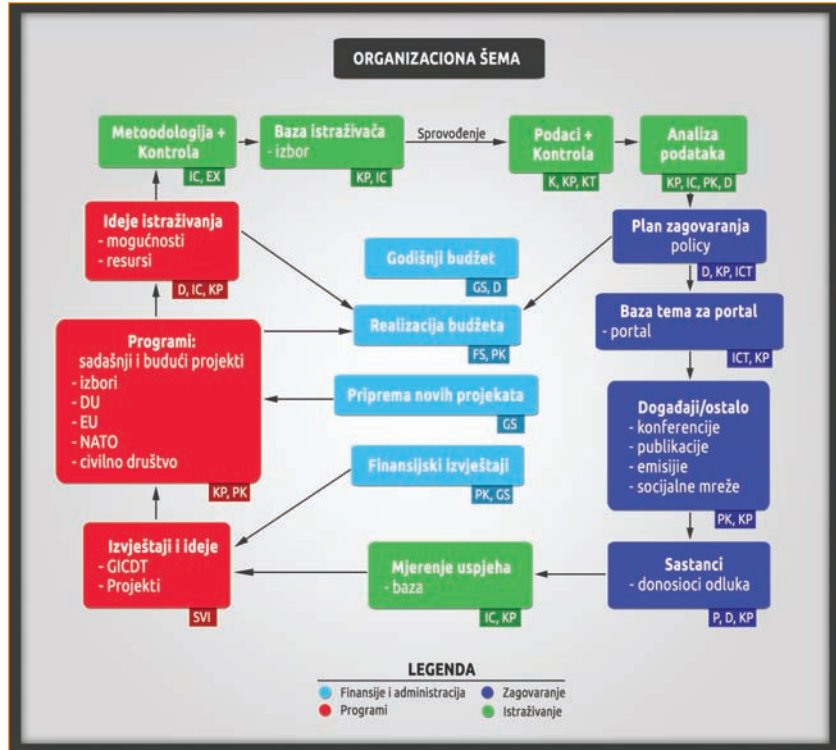 ORGANIZACIONA ŠEMA
Metoodologija +
Kontrola
IC, EX
Baza istraživača
- izbor
KP, IC
Sprovođenje
Podaci +
Kontrola
K, KP, KT
Analiza
podataka
KP, IC, PK, D
Ideje istraživanja
- mogućnosti
- resursi
D, IC, KP
Godišnji budžet
GS, D
Plan zagovaranja
policy
D, KP, ICT
Realizacija budžeta
FS, PK
Baza tema za portal
- portal
ICT, KP
Programi:
sadašnji i budući projekti
- izbori
- DU
- EU
- NATO
- civilno društvo
KP, PK
Priprema novih projekata
GS
Događaji/ostalo
- konferencije
- publikacije
- emisijie
- socijalne mreže
PK, KP
Finansijski izvještaji
PK, GS
Izvještaji i ideje
- GICDT
- Projekti
SVI
Mjerenje uspjeha
- baza
IC, KP
Sastanci
- donosioci odluka
P, D, KP
LEGENDA
Finansije i administracija
Zagovaranje
Programi
Istraživanje